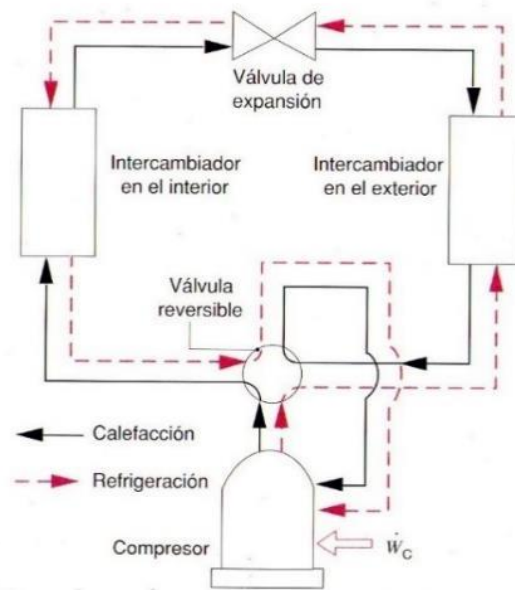 Válvula de
expansión
Intercambiador
en el interior
Intercambiador
en el exterior
Válvula
reversible
Calefacción
Refrigeración
Compresor
Ẇc